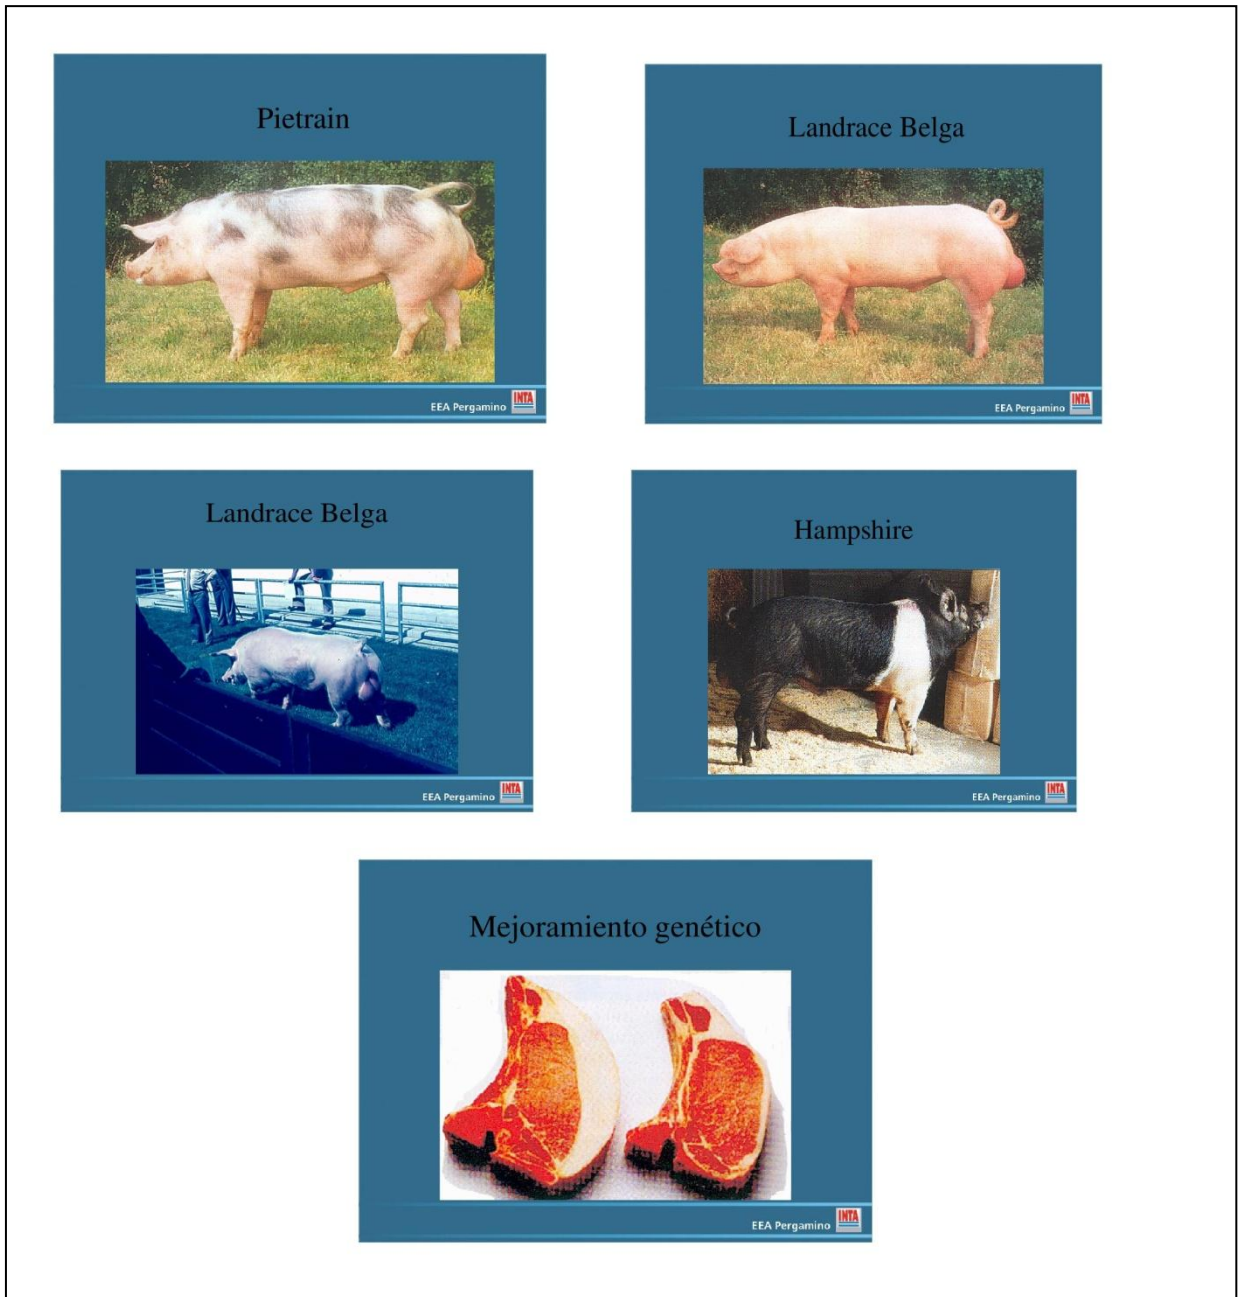 Pietrain
EEA Pergamino INTA
Landrace Belga
EEA Pergamino INTA
Landrace Belga
EEA Pergamino INTA
Hampshire
EEA Pergamino INTA
Mejoramiento genético
EEA Pergamino INTA